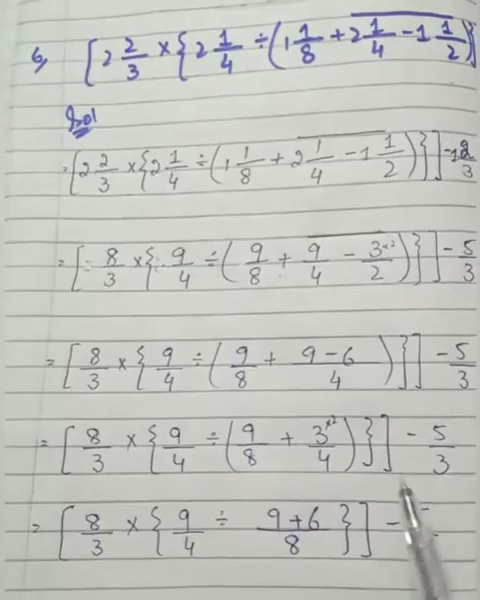 6, [2 2/3 × {2 1/4 ÷ (1 1/8 + 2 1/4 − 1 1/2)
Sol
= [2 2/3 × {2 1/4 ÷ (1 1/8 + 2 1/4 − 1 1/2)}] − 1 2/3
= [8/3 × {9/4 ÷ (9/8 + 9/4 − 3×2/2)}] − 5/3
= [8/3 × {9/4 ÷ (9/8 + 9−6/4)}] − 5/3
= [8/3 × {9/4 ÷ (9/8 + 3×2/4)}] − 5/3
= [8/3 × {9/4 ÷ 9+6/8}] −